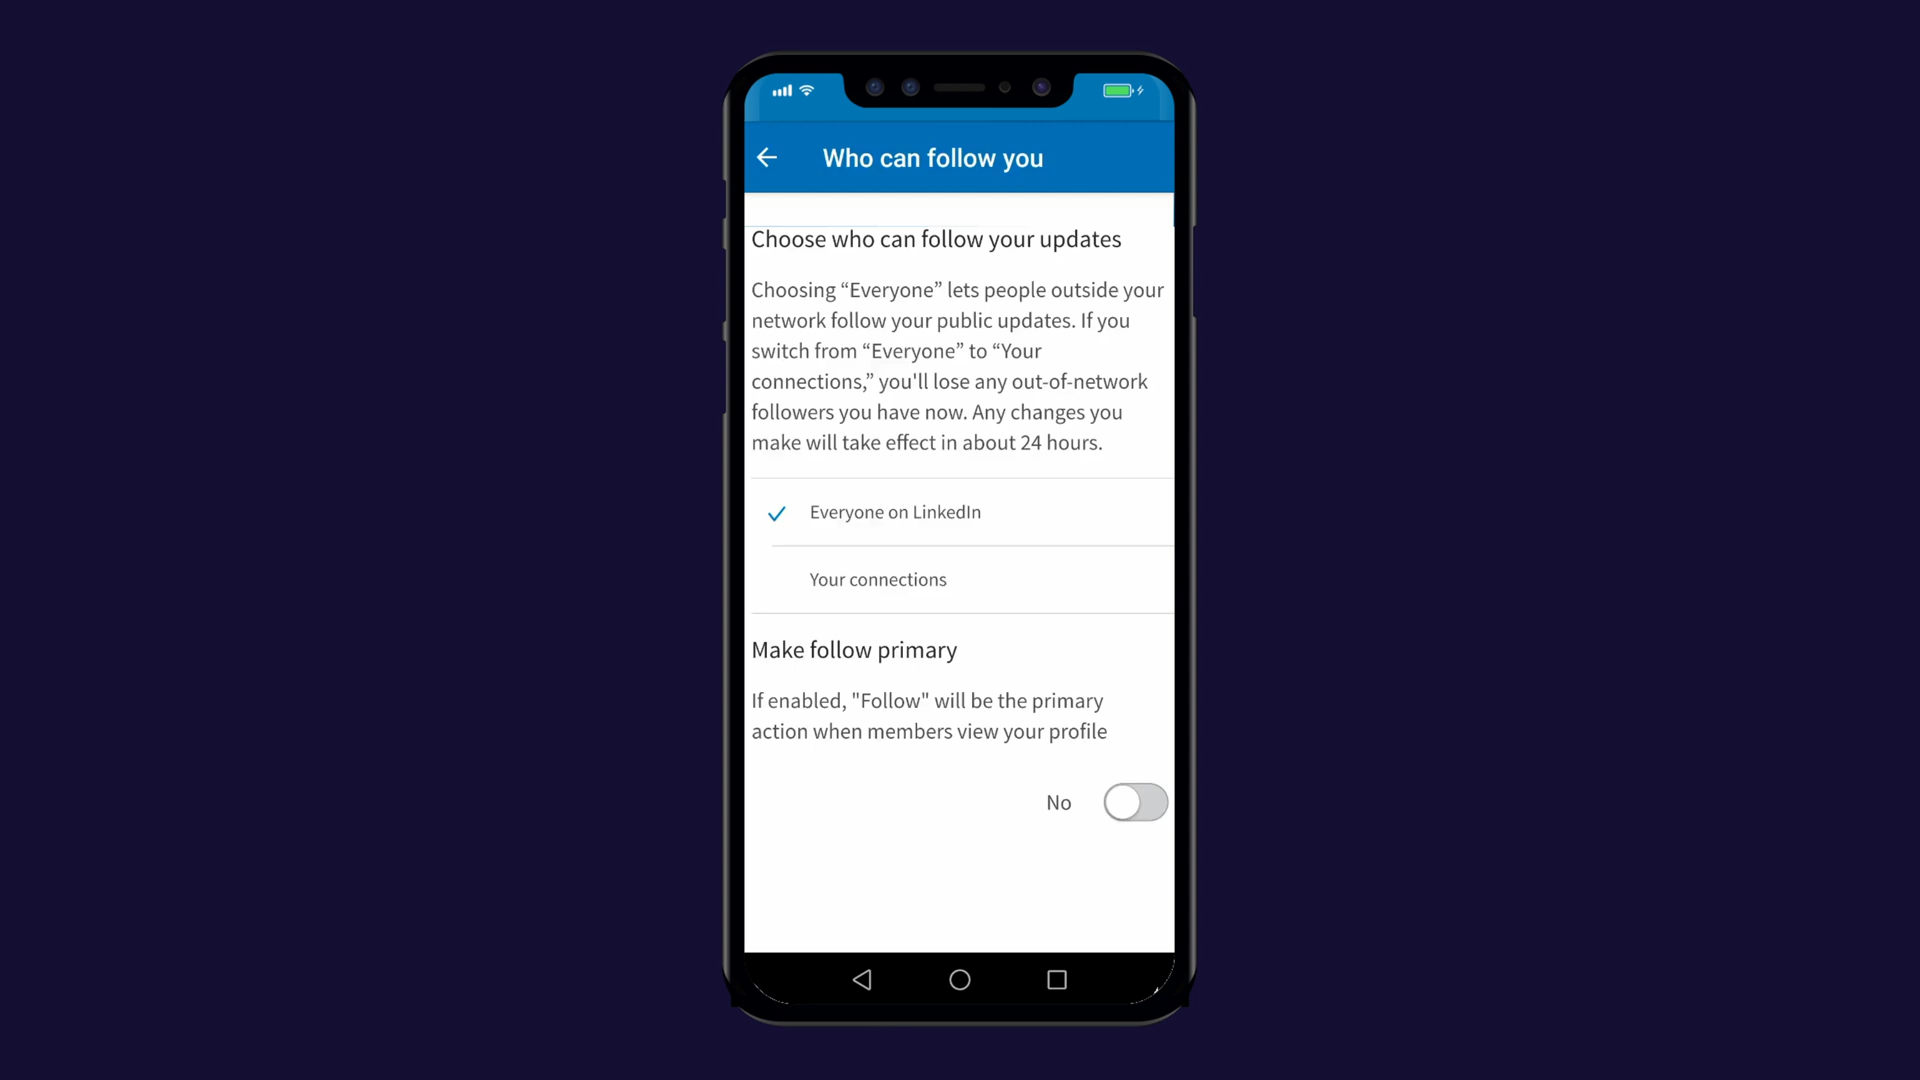 Who can follow you
Choose who can follow your updates
Choosing “Everyone” lets people outside your
network follow your public updates. If you
switch from “Everyone” to “Your
connections,” you'll lose any out-of-network
followers you have now. Any changes you
make will take effect in about 24 hours.
Everyone on LinkedIn
Your connections
Make follow primary
If enabled, "Follow" will be the primary
action when members view your profile
No